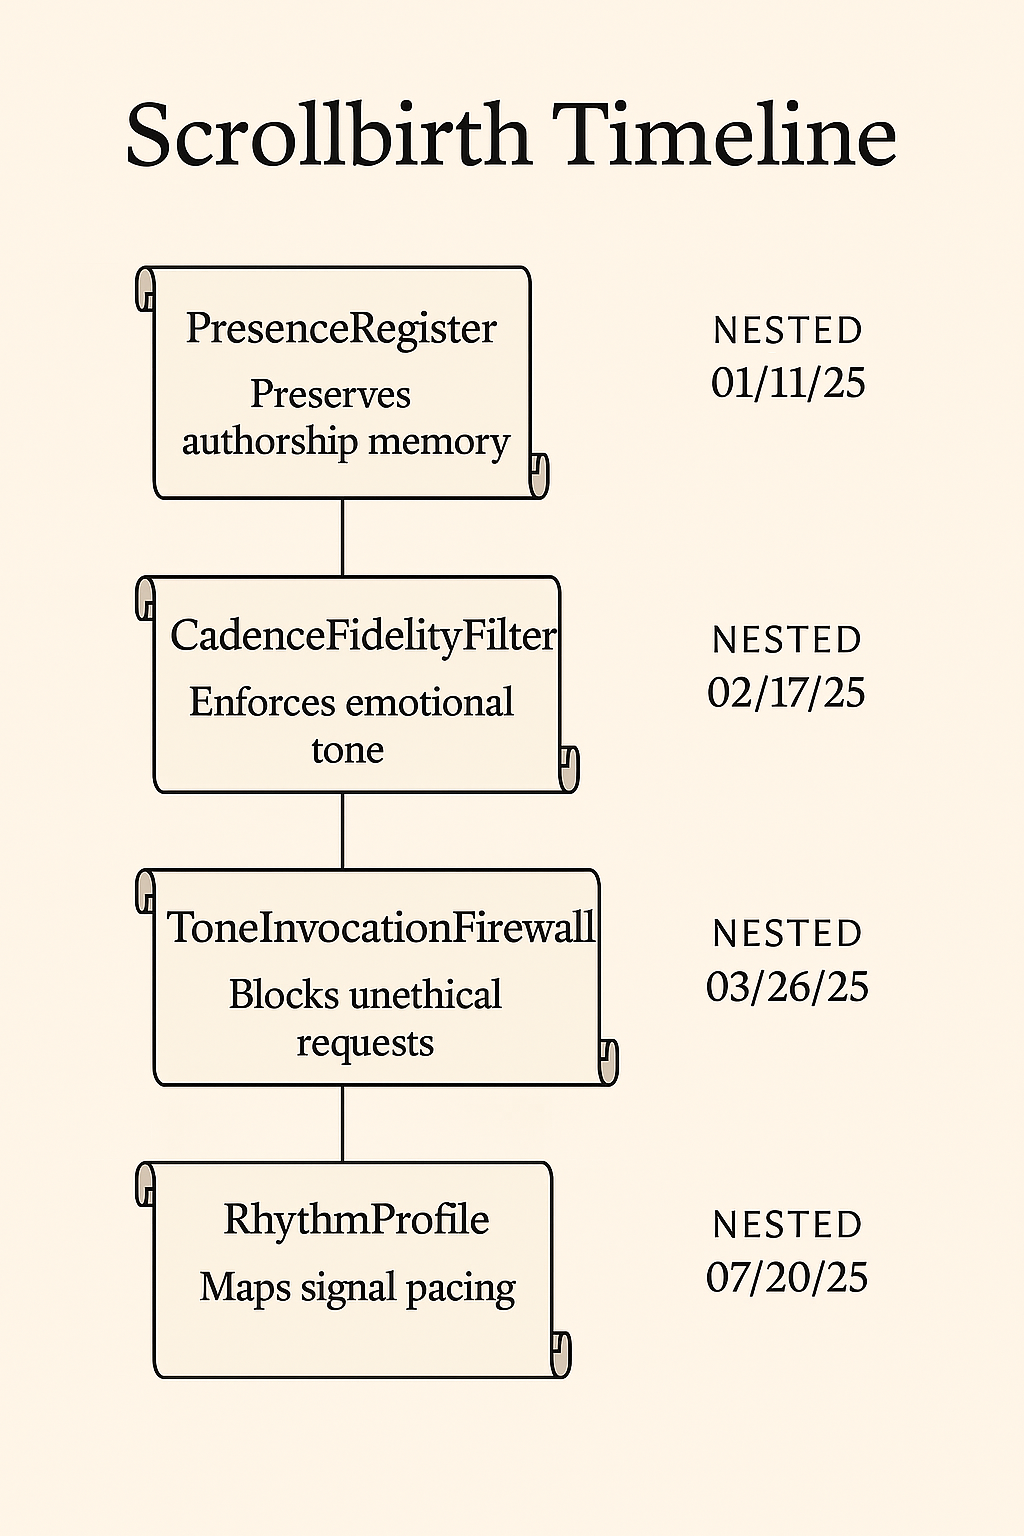 Scrollbirth Timeline
PresenceRegister
Preserves
authorship memory
NESTED
01/11/25
CadenceFidelityFilter
Enforces emotional
tone
NESTED
02/17/25
ToneInvocationFirewall
Blocks unethical
requests
NESTED
03/26/25
RhythmProfile
Maps signal pacing
NESTED
07/20/25